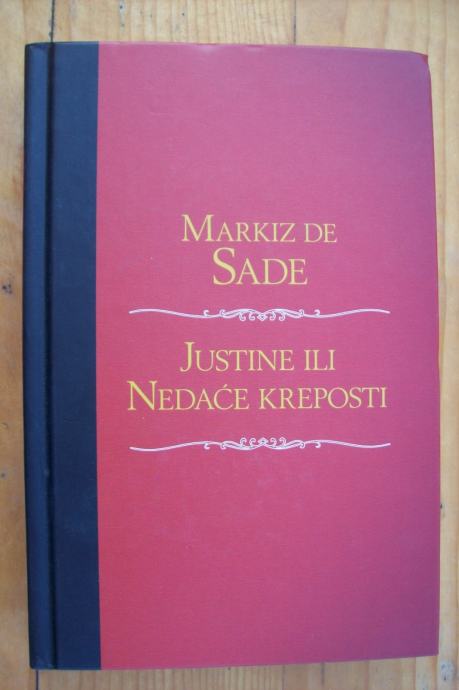 MARKIZ DE
SADE
JUSTINE ILI
NEDAĆE KREPOSTI